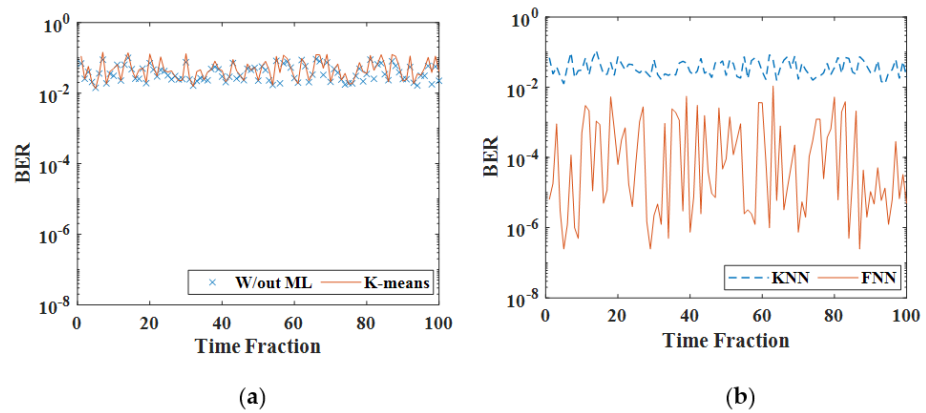 10^0
10^-2
10^-4
10^-6
10^-8
BER
W/out ML
K-means
0 20 40 60 80 100
Time Fraction
(a)
10^0
10^-2
10^-4
10^-6
10^-8
BER
KNN
FNN
0 20 40 60 80 100
Time Fraction
(b)